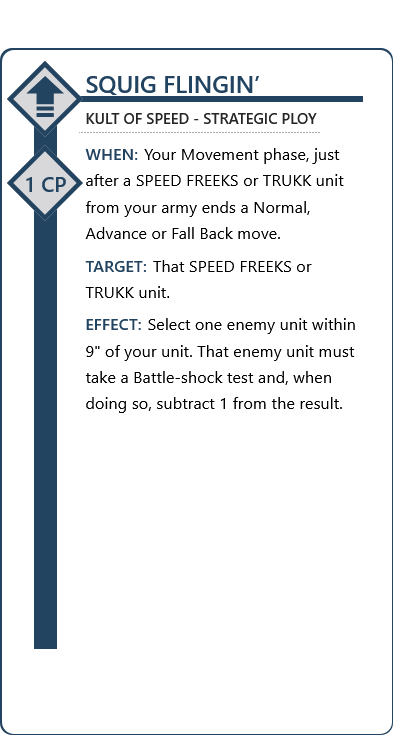 SQUIG FLINGIN’
KULT OF SPEED - STRATEGIC PLOY
1 CP
WHEN: Your Movement phase, just
after a SPEED FREEKS or TRUKK unit
from your army ends a Normal,
Advance or Fall Back move.
TARGET: That SPEED FREEKS or
TRUKK unit.
EFFECT: Select one enemy unit within
9" of your unit. That enemy unit must
take a Battle-shock test and, when
doing so, subtract 1 from the result.